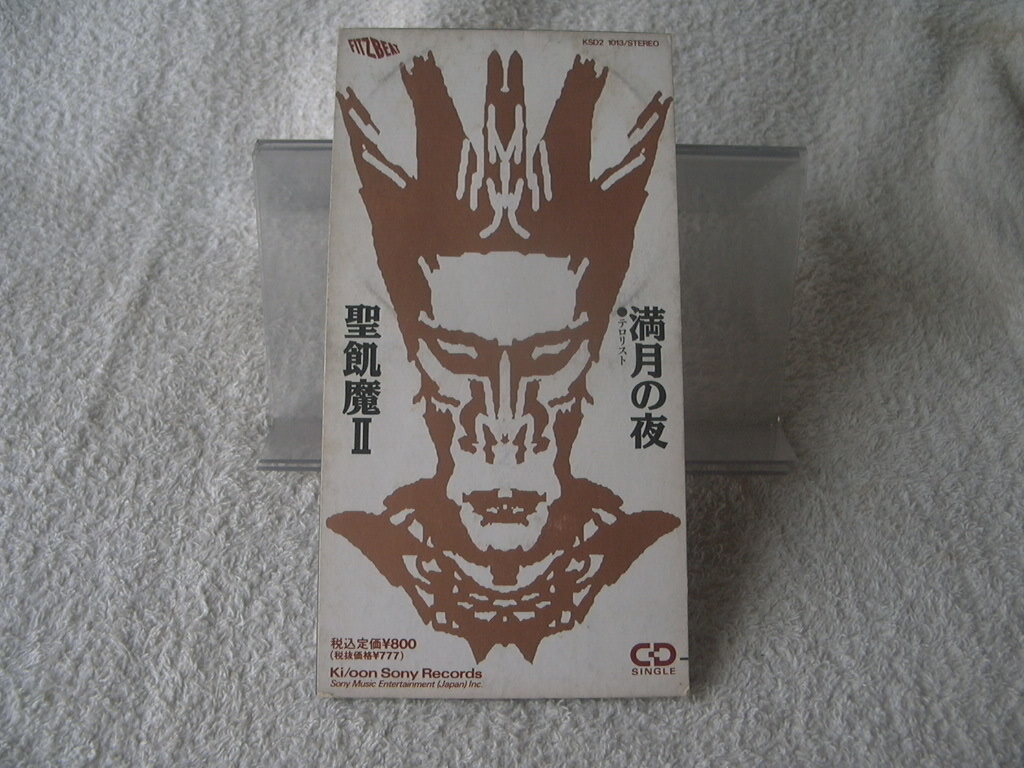 FITZBEAT
KSD2 1013/STEREO
満月の夜
●テロリスト
聖飢魔II
税込定価¥800
(税抜価格¥777)
Ki/oon Sony Records
Sony Music Entertainment (Japan) Inc.
CD
SINGLE